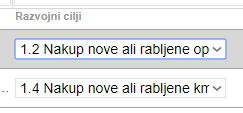 Razvojni cilji
1.2 Nakup nove ali rabljene op
.. 1.4 Nakup nove ali rabljene km